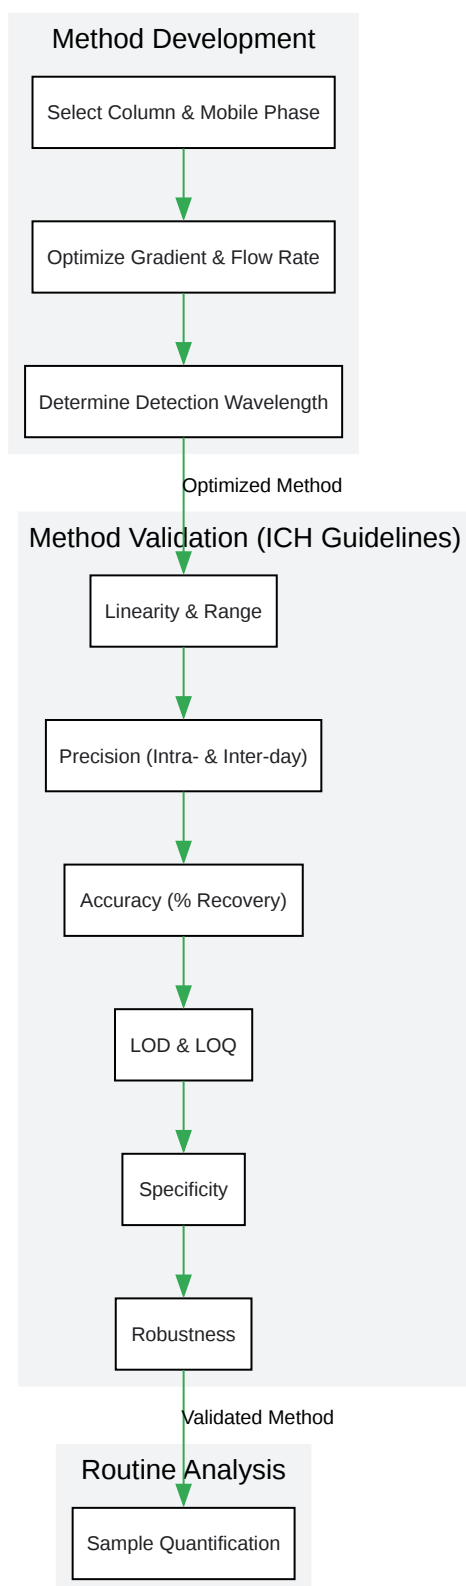 Method Development
Select Column & Mobile Phase
Optimize Gradient & Flow Rate
Determine Detection Wavelength
Optimized Method
Method Validation (ICH Guidelines)
Linearity & Range
Precision (Intra- & Inter-day)
Accuracy (% Recovery)
LOD & LOQ
Specificity
Robustness
Validated Method
Routine Analysis
Sample Quantification